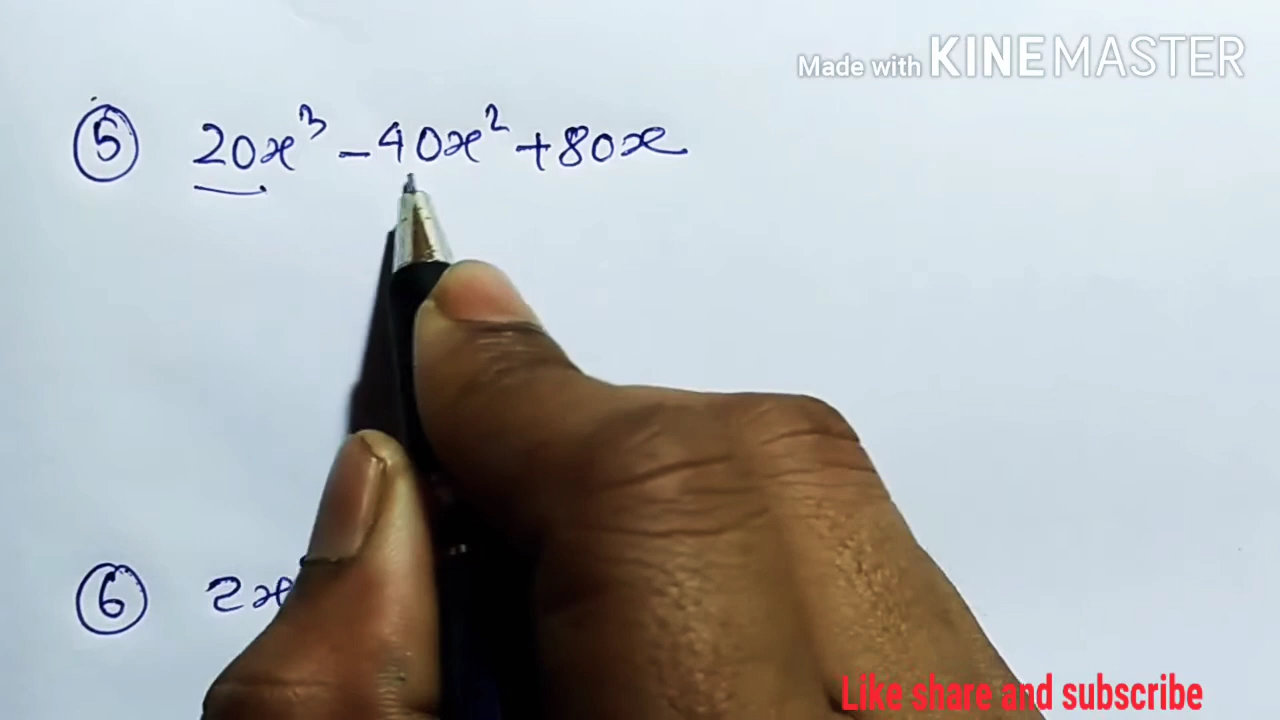 Made with KINEMASTER
⑤ 20x³ -40x² +80x
⑥ 2x
Like share and subscribe